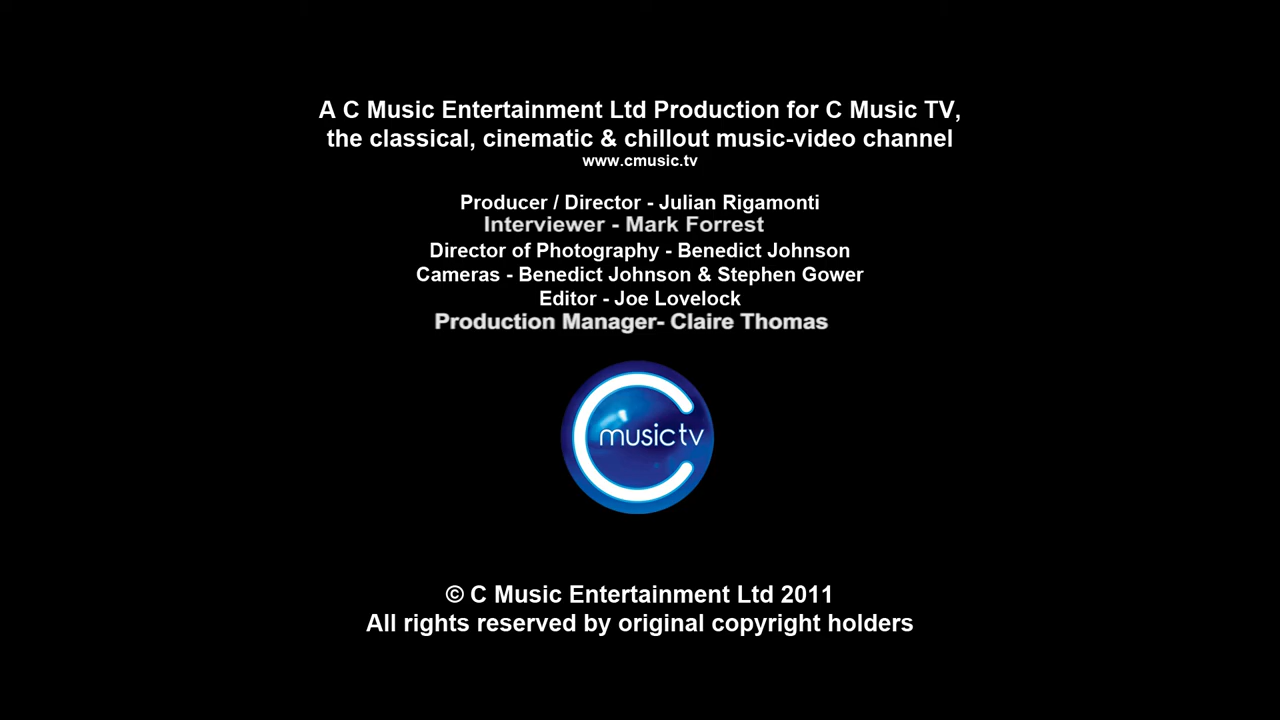 A C Music Entertainment Ltd Production for C Music TV,
the classical, cinematic & chillout music-video channel
www.cmusic.tv
Producer / Director - Julian Rigamonti
Interviewer - Mark Forrest
Director of Photography - Benedict Johnson
Cameras - Benedict Johnson & Stephen Gower
Editor - Joe Lovelock
Production Manager- Claire Thomas
C musictv
© C Music Entertainment Ltd 2011
All rights reserved by original copyright holders